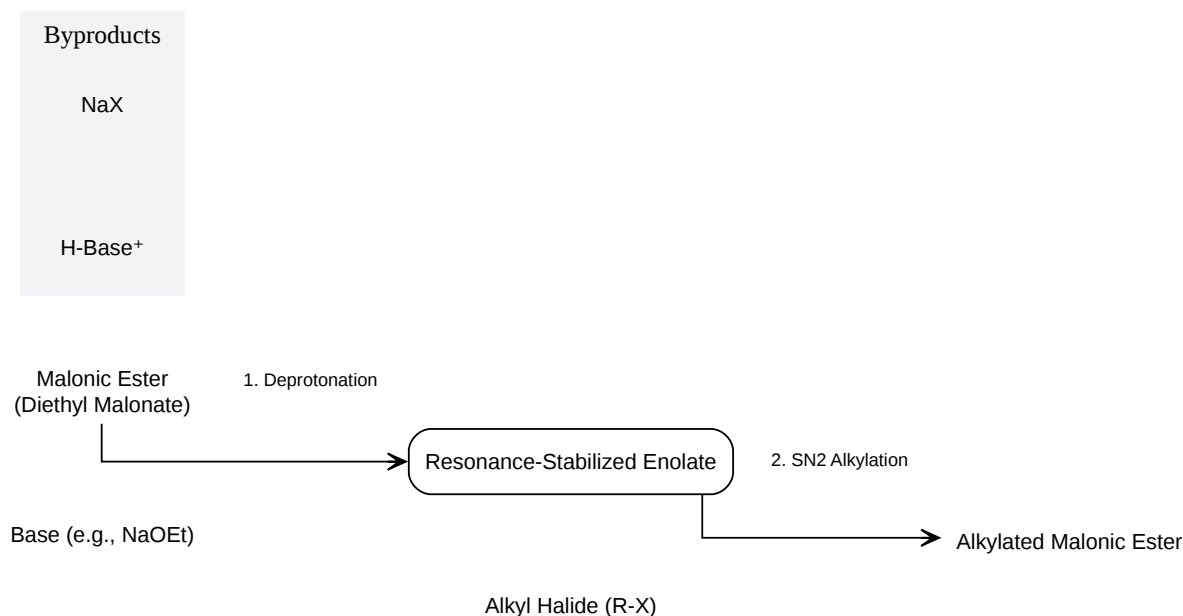 Byproducts
NaX
H-Base⁺
Malonic Ester
(Diethyl Malonate)
1. Deprotonation
Resonance-Stabilized Enolate
2. SN2 Alkylation
Base (e.g., NaOEt)
Alkylated Malonic Ester
Alkyl Halide (R-X)